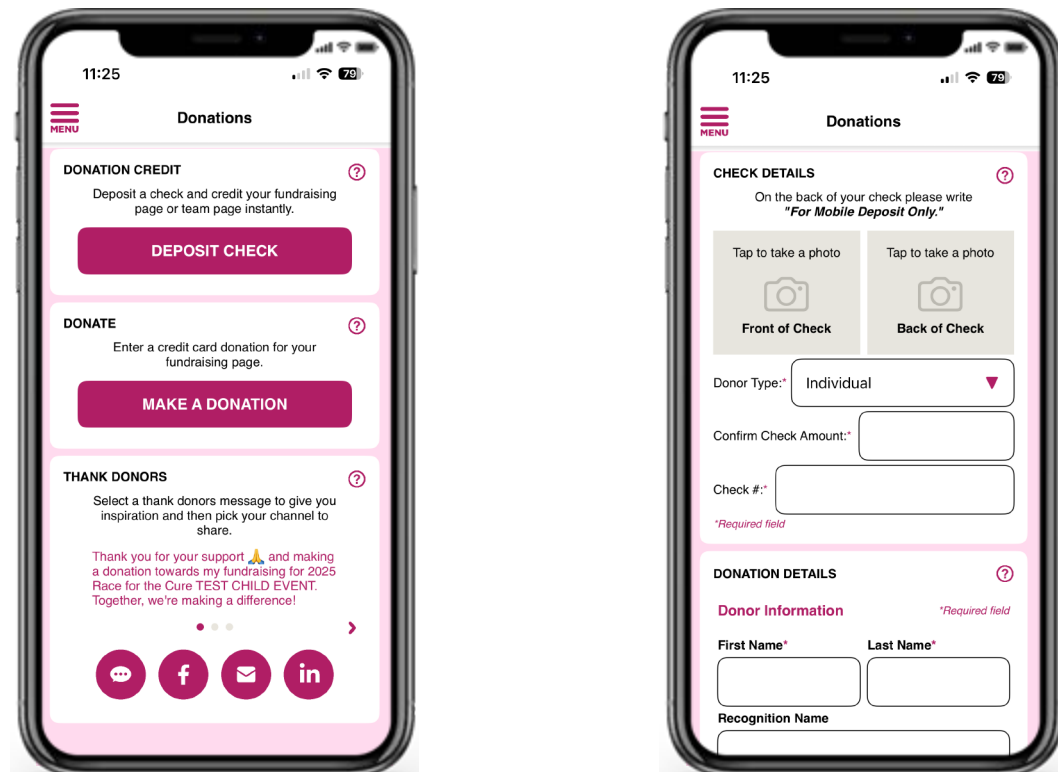 11:25
79
MENU
Donations
DONATION CREDIT
Deposit a check and credit your fundraising
page or team page instantly.
DEPOSIT CHECK
DONATE
Enter a credit card donation for your
fundraising page.
MAKE A DONATION
THANK DONORS
Select a thank donors message to give you
inspiration and then pick your channel to
share.
Thank you for your support 🙏 and making
a donation towards my fundraising for 2025
Race for the Cure TEST CHILD EVENT.
Together, we're making a difference!
f
in
11:25
79
MENU
Donations
CHECK DETAILS
On the back of your check please write
"For Mobile Deposit Only."
Tap to take a photo
Front of Check
Tap to take a photo
Back of Check
Donor Type:* Individual
Confirm Check Amount:*
Check #:*
*Required field
DONATION DETAILS
Donor Information *Required field
First Name* Last Name*
Recognition Name